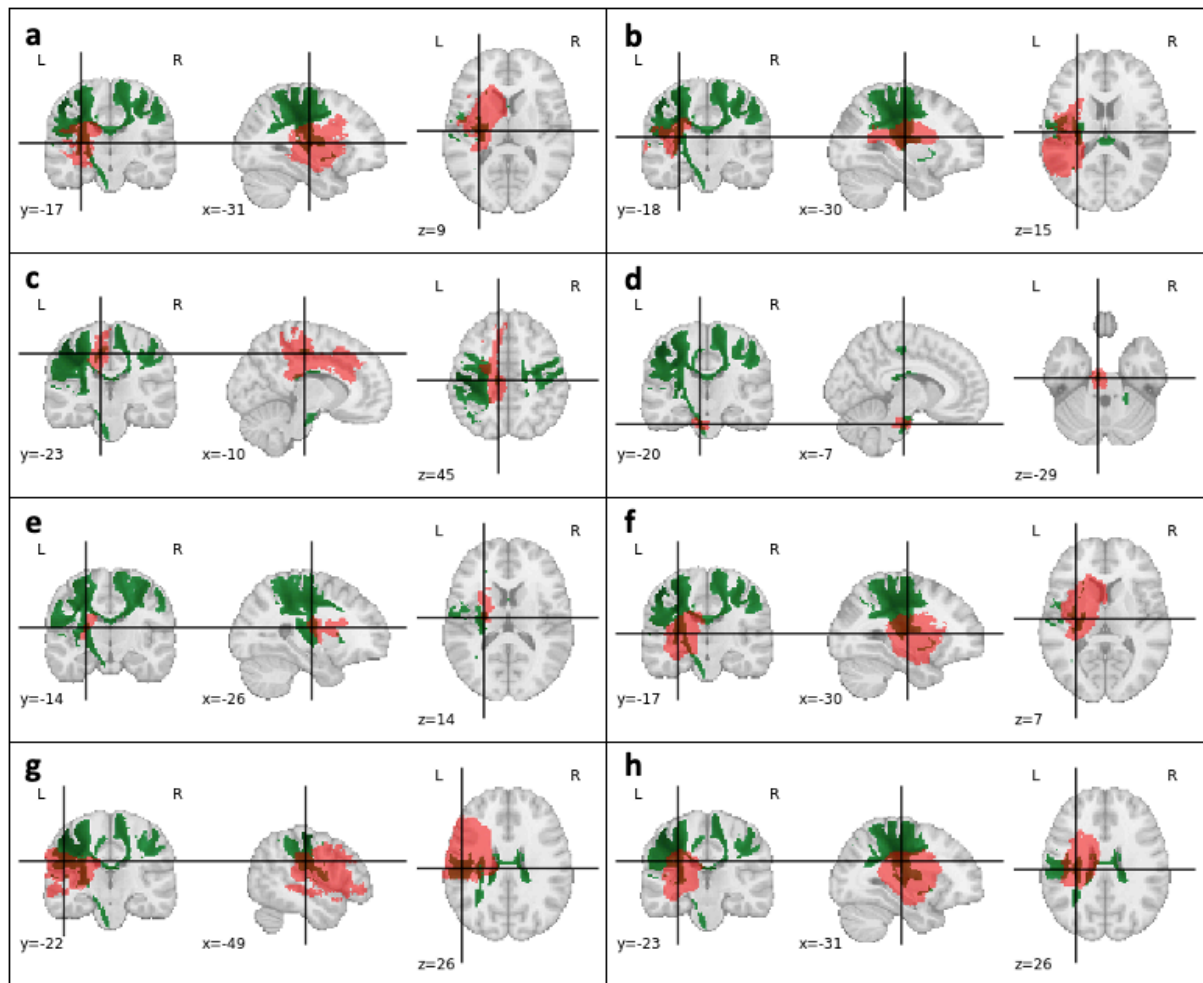 a
L R
L R
y=-17 x=-31 z=9
b
L R
L R
y=-18 x=-30 z=15
c
L R
L R
y=-23 x=-10 z=45
d
L R
L R
y=-20 x=-7 z=-29
e
L R
L R
y=-14 x=-26 z=14
f
L R
L R
y=-17 x=-30 z=7
g
L R
L R
y=-22 x=-49 z=26
h
L R
L R
y=-23 x=-31 z=26